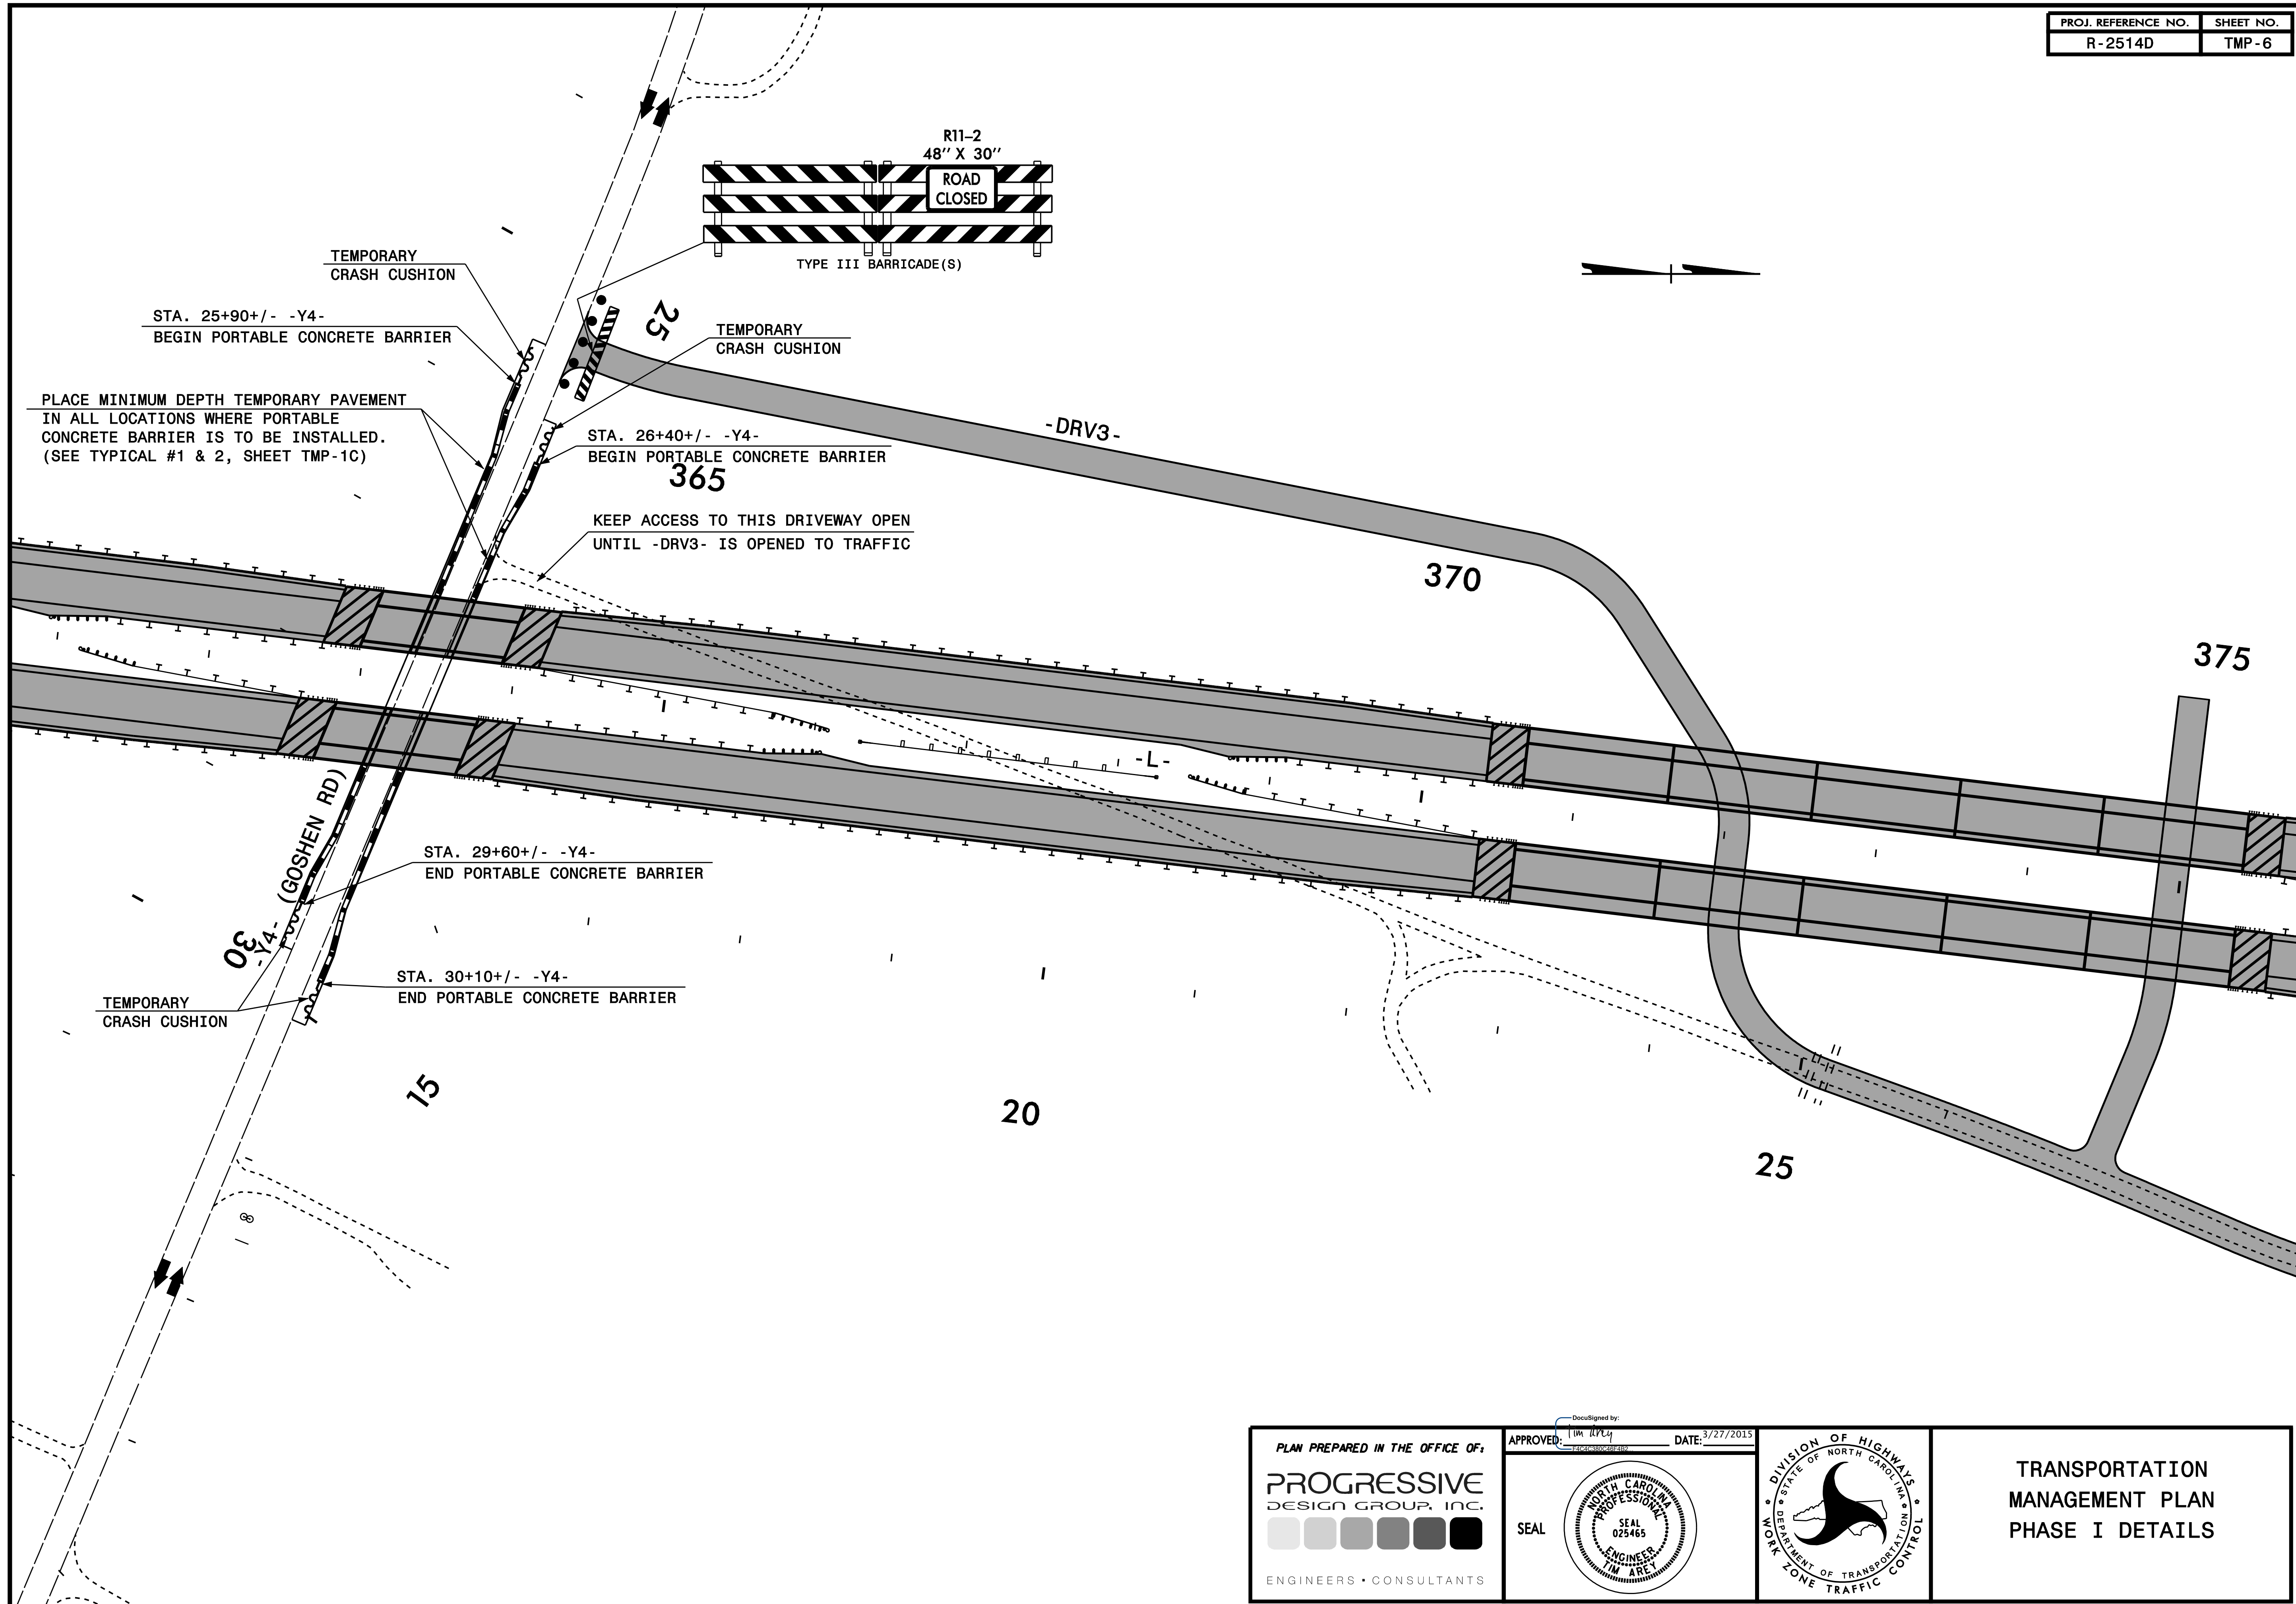 PROJ. REFERENCE NO.
SHEET NO.
R-2514D
TMP-6
R11-2
48" X 30"
ROAD
CLOSED
TYPE III BARRICADE(S)
TEMPORARY
CRASH CUSHION
STA. 25+90+/- -Y4-
BEGIN PORTABLE CONCRETE BARRIER
25
TEMPORARY
CRASH CUSHION
PLACE MINIMUM DEPTH TEMPORARY PAVEMENT
IN ALL LOCATIONS WHERE PORTABLE
CONCRETE BARRIER IS TO BE INSTALLED.
(SEE TYPICAL #1 & 2, SHEET TMP-1C)
-DRV3-
STA. 26+40+/- -Y4-
BEGIN PORTABLE CONCRETE BARRIER
365
KEEP ACCESS TO THIS DRIVEWAY OPEN
UNTIL -DRV3- IS OPENED TO TRAFFIC
370
375
-L-
-Y4- (GOSHEN RD)
STA. 29+60+/- -Y4-
END PORTABLE CONCRETE BARRIER
30
STA. 30+10+/- -Y4-
END PORTABLE CONCRETE BARRIER
TEMPORARY
CRASH CUSHION
15
20
25
PLAN PREPARED IN THE OFFICE OF:
PROGRESSIVE
DESIGN GROUP, INC.
ENGINEERS • CONSULTANTS
DocuSigned by:
APPROVED: Tim Arey
DATE: 3/27/2015
SEAL
NORTH CAROLINA
PROFESSIONAL
SEAL
025465
ENGINEER
TIM AREY
DIVISION OF HIGHWAYS
STATE OF NORTH CAROLINA
DEPARTMENT OF TRANSPORTATION
WORK ZONE TRAFFIC CONTROL
TRANSPORTATION
MANAGEMENT PLAN
PHASE I DETAILS